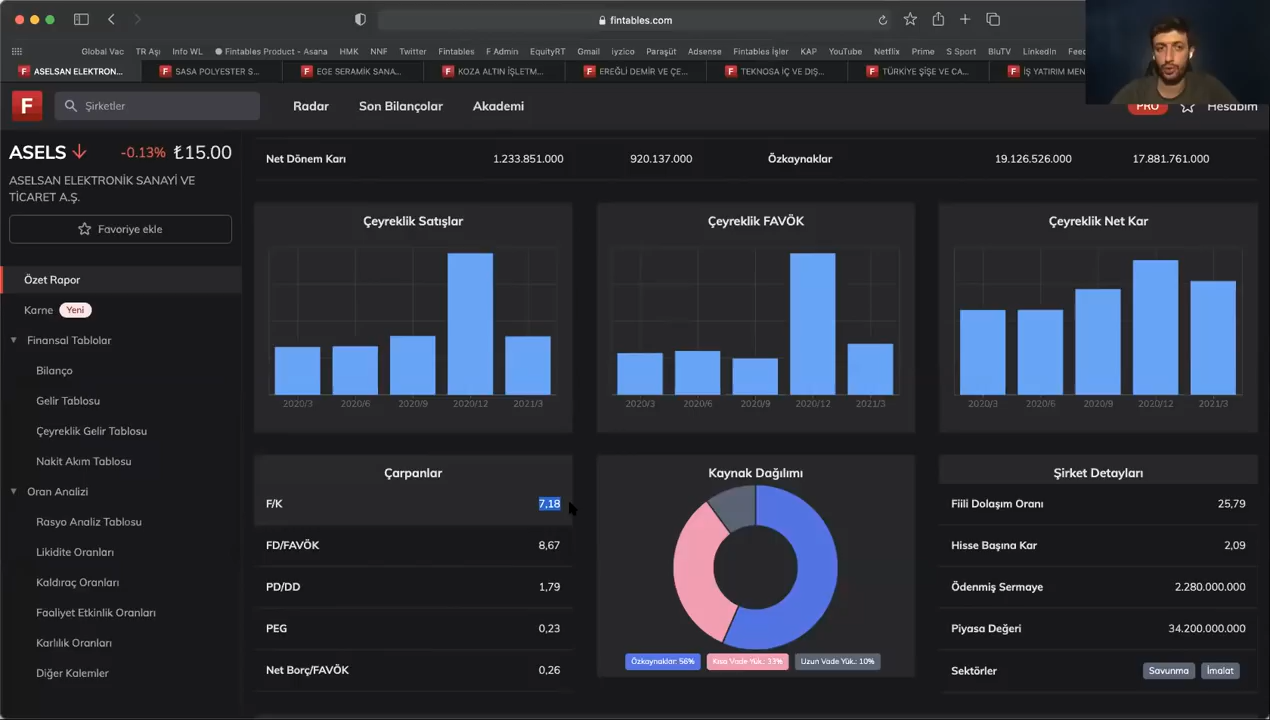 fintables.com
Global Vac TR Aşı Info WL Fintables Product – Asana HMK NNF Twitter Fintables F Admin EquityRT Gmail iyzico Paraşüt Adsense Fintables İşler KAP YouTube Netflix Prime S Sport BluTV LinkedIn
F ASELSAN ELEKTRON... F SASA POLYESTER S... F EGE SERAMİK SANA... F KOZA ALTIN İŞLETM... F EREĞLİ DEMİR VE ÇE... F TEKNOSA İÇ VE DIŞ... F TÜRKİYE ŞİŞE VE CA... F İŞ YATIRIM MEN
F Şirketler Radar Son Bilançolar Akademi PRO Hesabım
ASELS -0.13% ₺15.00
ASELSAN ELEKTRONİK SANAYİ VE
TİCARET A.Ş.
Favoriye ekle
Özet Rapor
Karne Yeni
Finansal Tablolar
Bilanço
Gelir Tablosu
Çeyreklik Gelir Tablosu
Nakit Akım Tablosu
Oran Analizi
Rasyo Analiz Tablosu
Likidite Oranları
Kaldıraç Oranları
Faaliyet Etkinlik Oranları
Karlılık Oranları
Diğer Kalemler
Net Dönem Karı 1.233.851.000 920.137.000
Özkaynaklar 19.126.526.000 17.881.761.000
Çeyreklik Satışlar
2020/3 2020/6 2020/9 2020/12 2021/3
Çeyreklik FAVÖK
2020/3 2020/6 2020/9 2020/12 2021/3
Çeyreklik Net Kar
2020/3 2020/6 2020/9 2020/12 2021/3
Çarpanlar
F/K 7,18
FD/FAVÖK 8,67
PD/DD 1,79
PEG 0,23
Net Borç/FAVÖK 0,26
Kaynak Dağılımı
Özkaynaklar: 56% Kısa Vade Yük.: 33% Uzun Vade Yük.: 10%
Şirket Detayları
Fiili Dolaşım Oranı 25,79
Hisse Başına Kar 2,09
Ödenmiş Sermaye 2.280.000.000
Piyasa Değeri 34.200.000.000
Sektörler Savunma İmalat